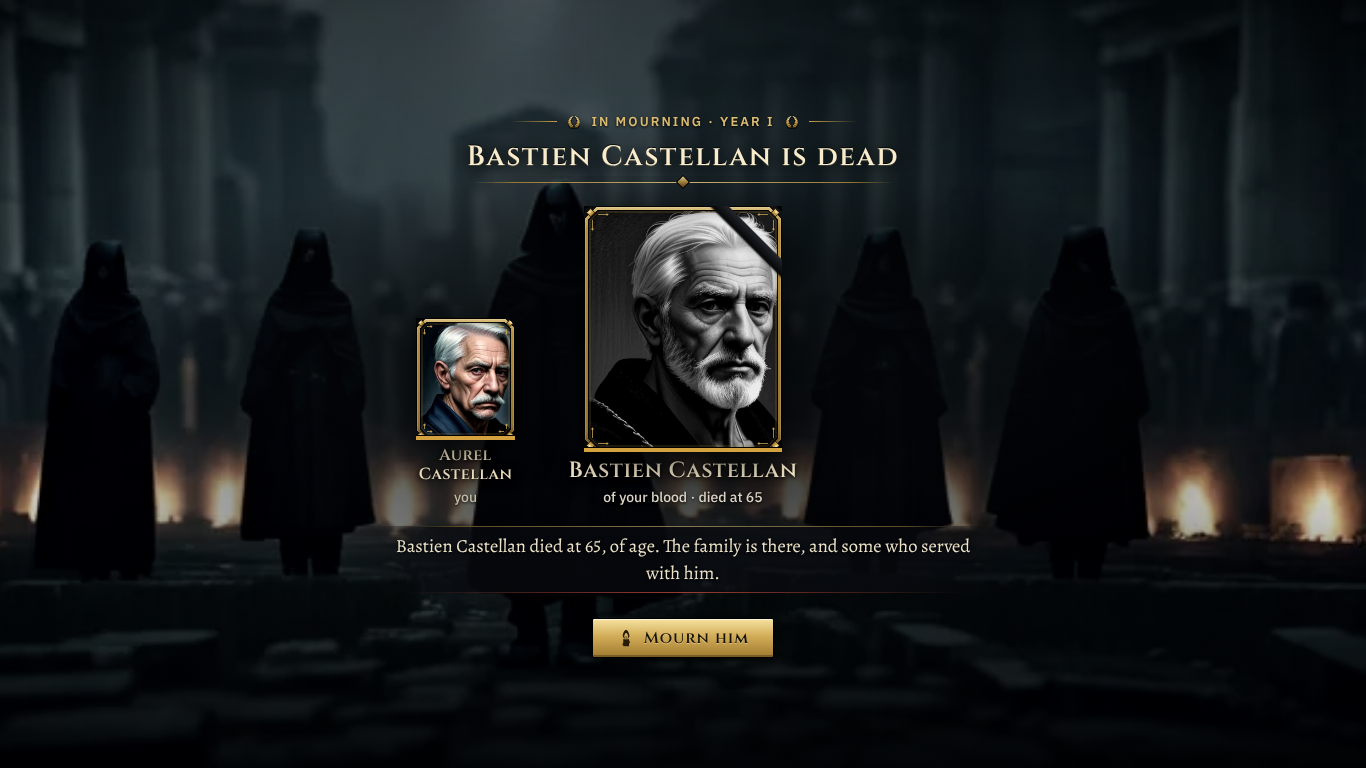 IN MOURNING · YEAR I
Bastien Castellan is dead
Aurel
Castellan
you
Bastien Castellan
of your blood · died at 65
Bastien Castellan died at 65, of age. The family is there, and some who served
with him.
Mourn him